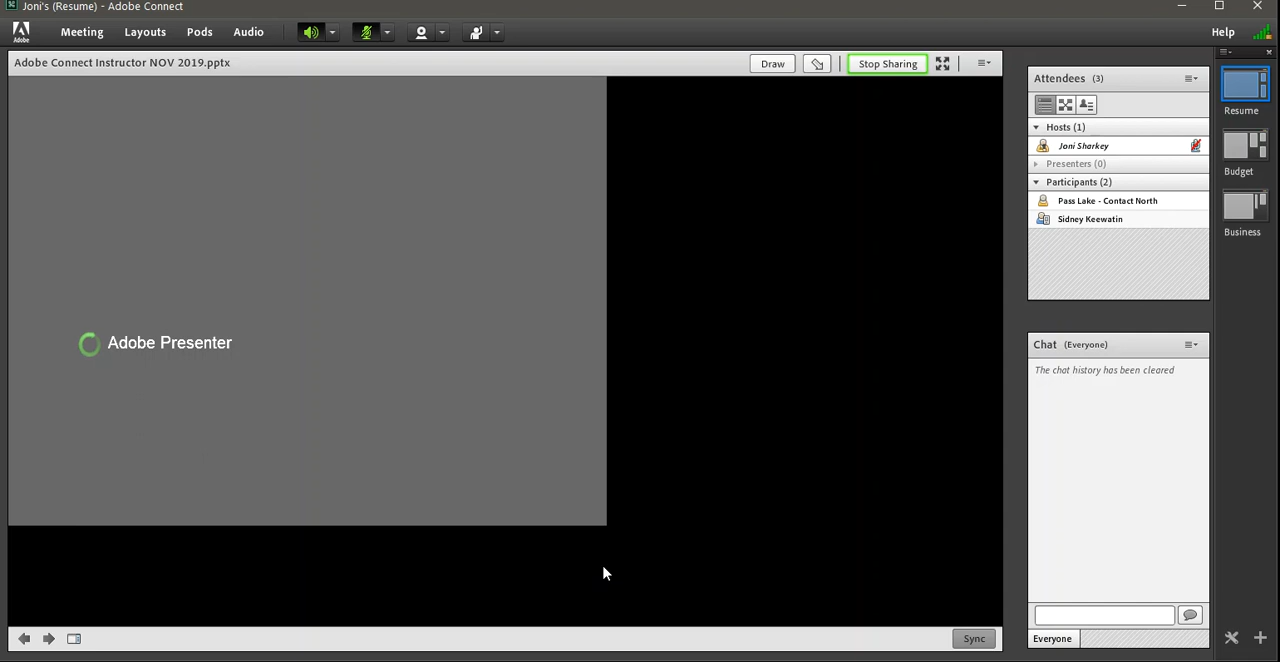 Joni's (Resume) - Adobe Connect
Adobe
Meeting
Layouts
Pods
Audio
Help
Adobe Connect Instructor NOV 2019.pptx
Draw
Stop Sharing
Adobe Presenter
Sync
Attendees (3)
Hosts (1)
Joni Sharkey
Presenters (0)
Participants (2)
Pass Lake - Contact North
Sidney Keewatin
Chat (Everyone)
The chat history has been cleared
Everyone
Resume
Budget
Business